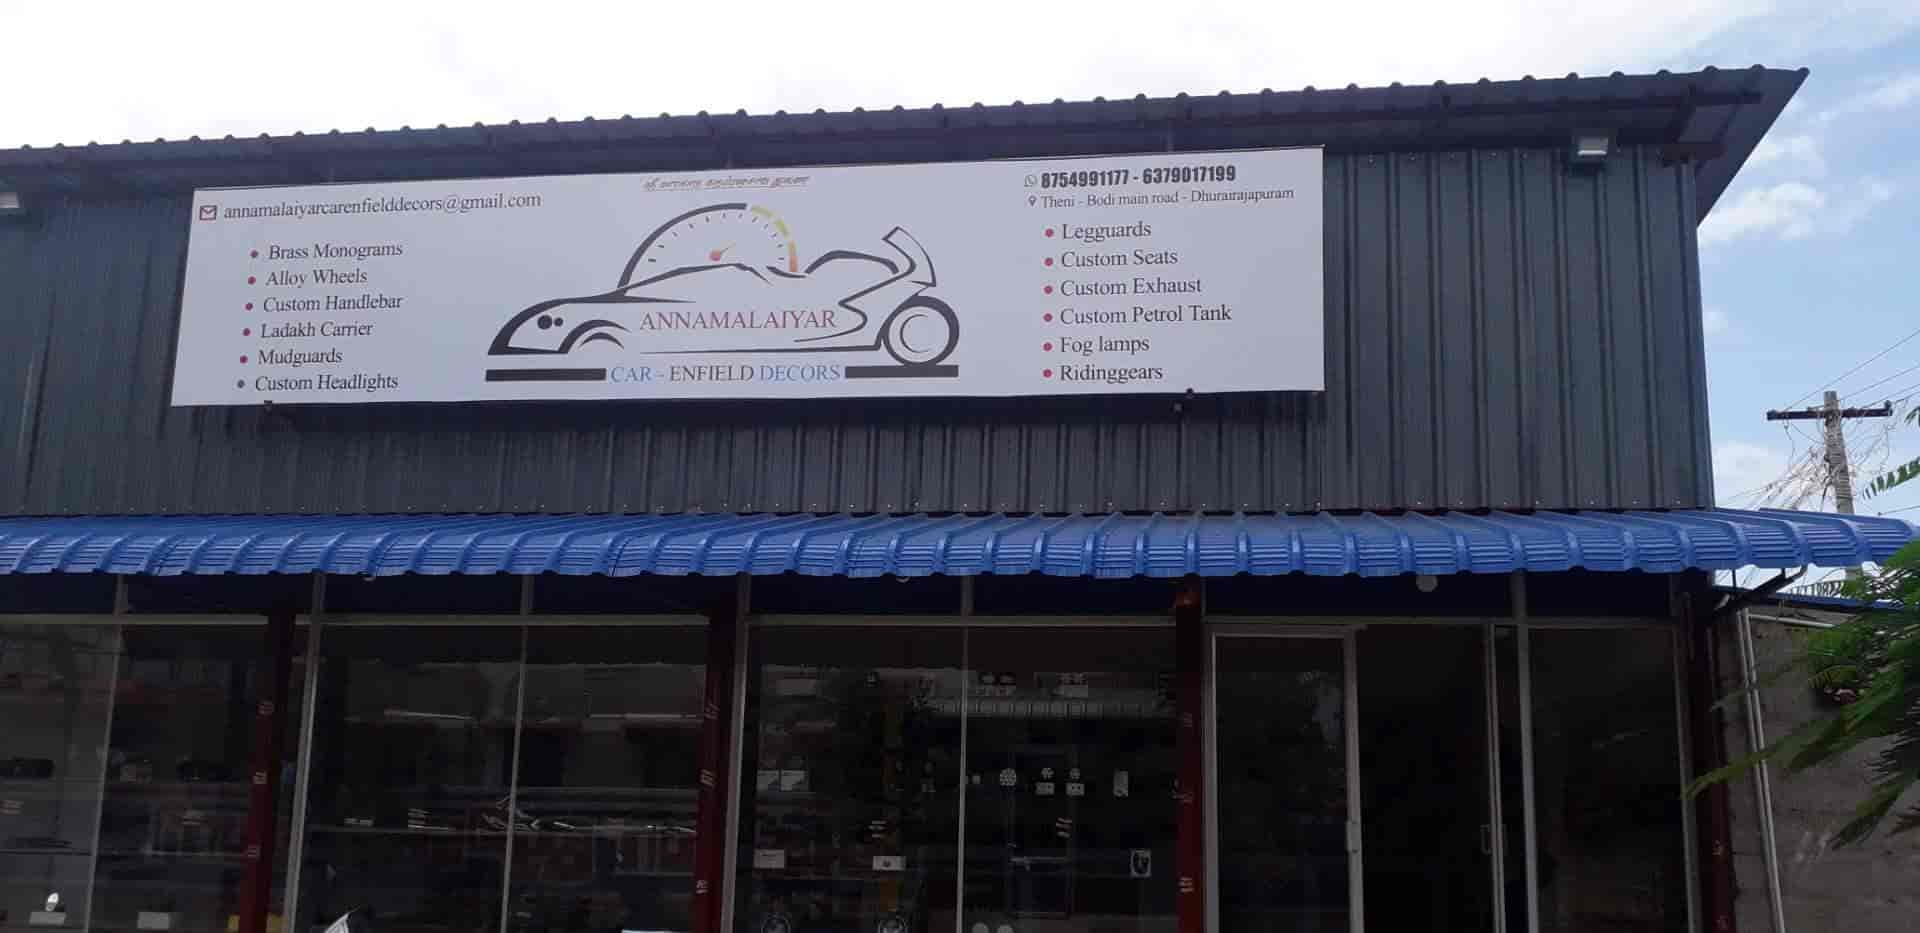 annamalaiyarcarenfielddecors@gmail.com
Brass Monograms
Alloy Wheels
Custom Handlebar
Ladakh Carrier
Mudguards
Custom Headlights
ANNAMALAIYAR
CAR - ENFIELD DECORS
8754991177 - 6379017199
Theni - Bodi main road - Dhurairajapuram
Legguards
Custom Seats
Custom Exhaust
Custom Petrol Tank
Fog lamps
Ridinggears